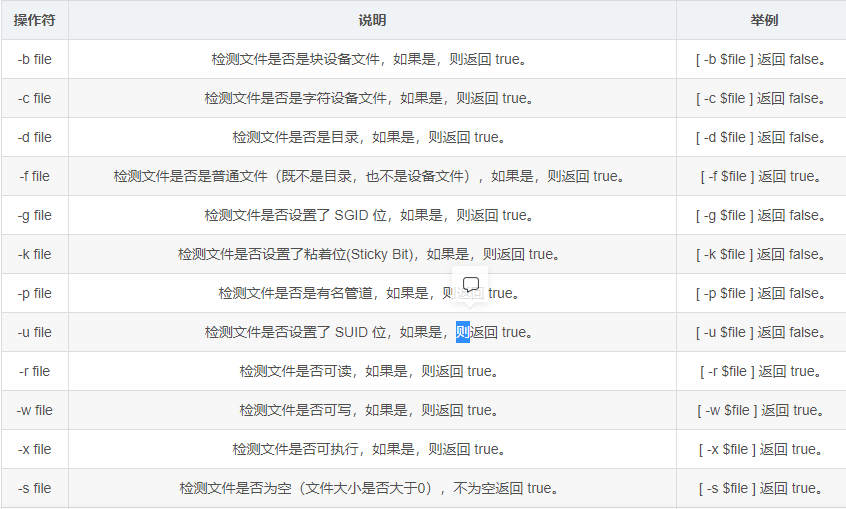 操作符 说明 举例
-b file 检测文件是否是块设备文件，如果是，则返回 true。 [ -b $file ] 返回 false。
-c file 检测文件是否是字符设备文件，如果是，则返回 true。 [ -c $file ] 返回 false。
-d file 检测文件是否是目录，如果是，则返回 true。 [ -d $file ] 返回 false。
-f file 检测文件是否是普通文件（既不是目录，也不是设备文件），如果是，则返回 true。 [ -f $file ] 返回 true。
-g file 检测文件是否设置了 SGID 位，如果是，则返回 true。 [ -g $file ] 返回 false。
-k file 检测文件是否设置了粘着位(Sticky Bit)，如果是，则返回 true。 [ -k $file ] 返回 false。
-p file 检测文件是否是有名管道，如果是，则返回 true。 [ -p $file ] 返回 false。
-u file 检测文件是否设置了 SUID 位，如果是，则返回 true。 [ -u $file ] 返回 false。
-r file 检测文件是否可读，如果是，则返回 true。 [ -r $file ] 返回 true。
-w file 检测文件是否可写，如果是，则返回 true。 [ -w $file ] 返回 true。
-x file 检测文件是否可执行，如果是，则返回 true。 [ -x $file ] 返回 true。
-s file 检测文件是否为空（文件大小是否大于0），不为空返回 true。 [ -s $file ] 返回 true。